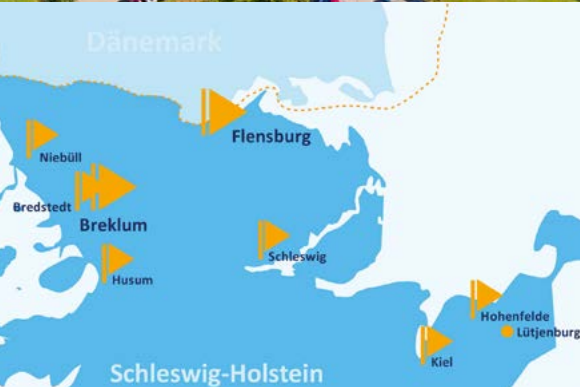 Dänemark
Flensburg
Niebüll
Bredstedt
Breklum
Schleswig
Husum
Hohenfelde
Lütjenburg
Kiel
Schleswig-Holstein